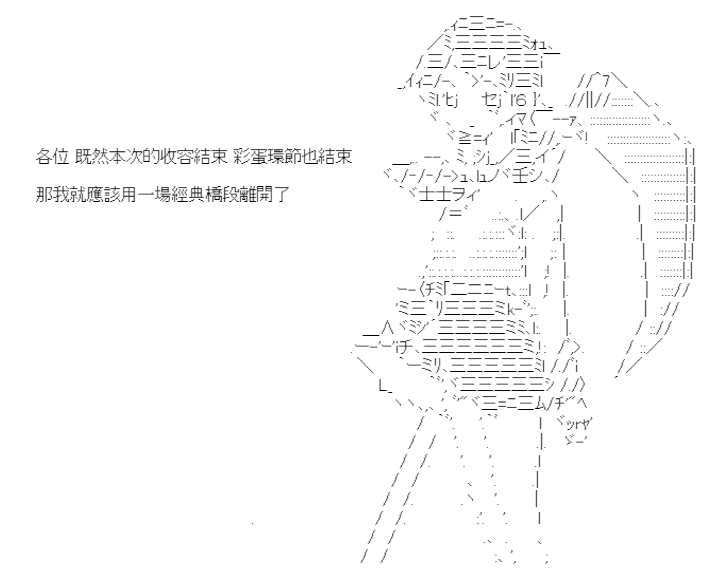 各位 既然本次的收容結束 彩蛋環節也結束
那我就應該用一場經典橋段離開了